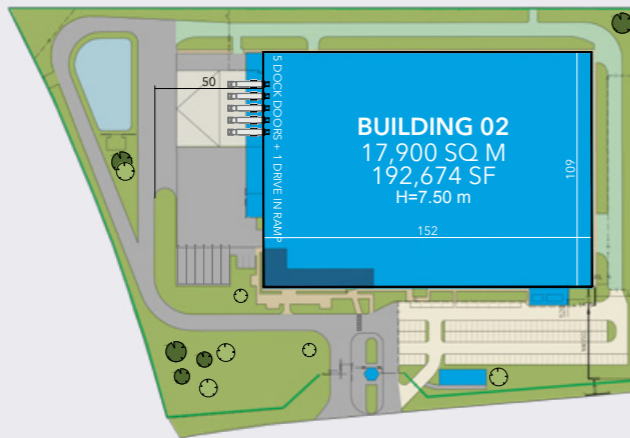 50
5 DOCK DOORS + 1 DRIVE IN RAMP
BUILDING 02
17,900 SQ M
192,674 SF
H=7.50 m
109
152